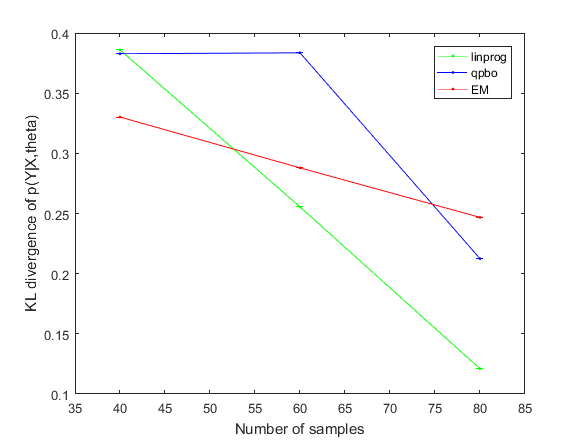 0.4
0.35
0.3
0.25
0.2
0.15
0.1
35 40 45 50 55 60 65 70 75 80 85
Number of samples
KL divergence of p(Y|X,theta)
linprog
qpbo
EM